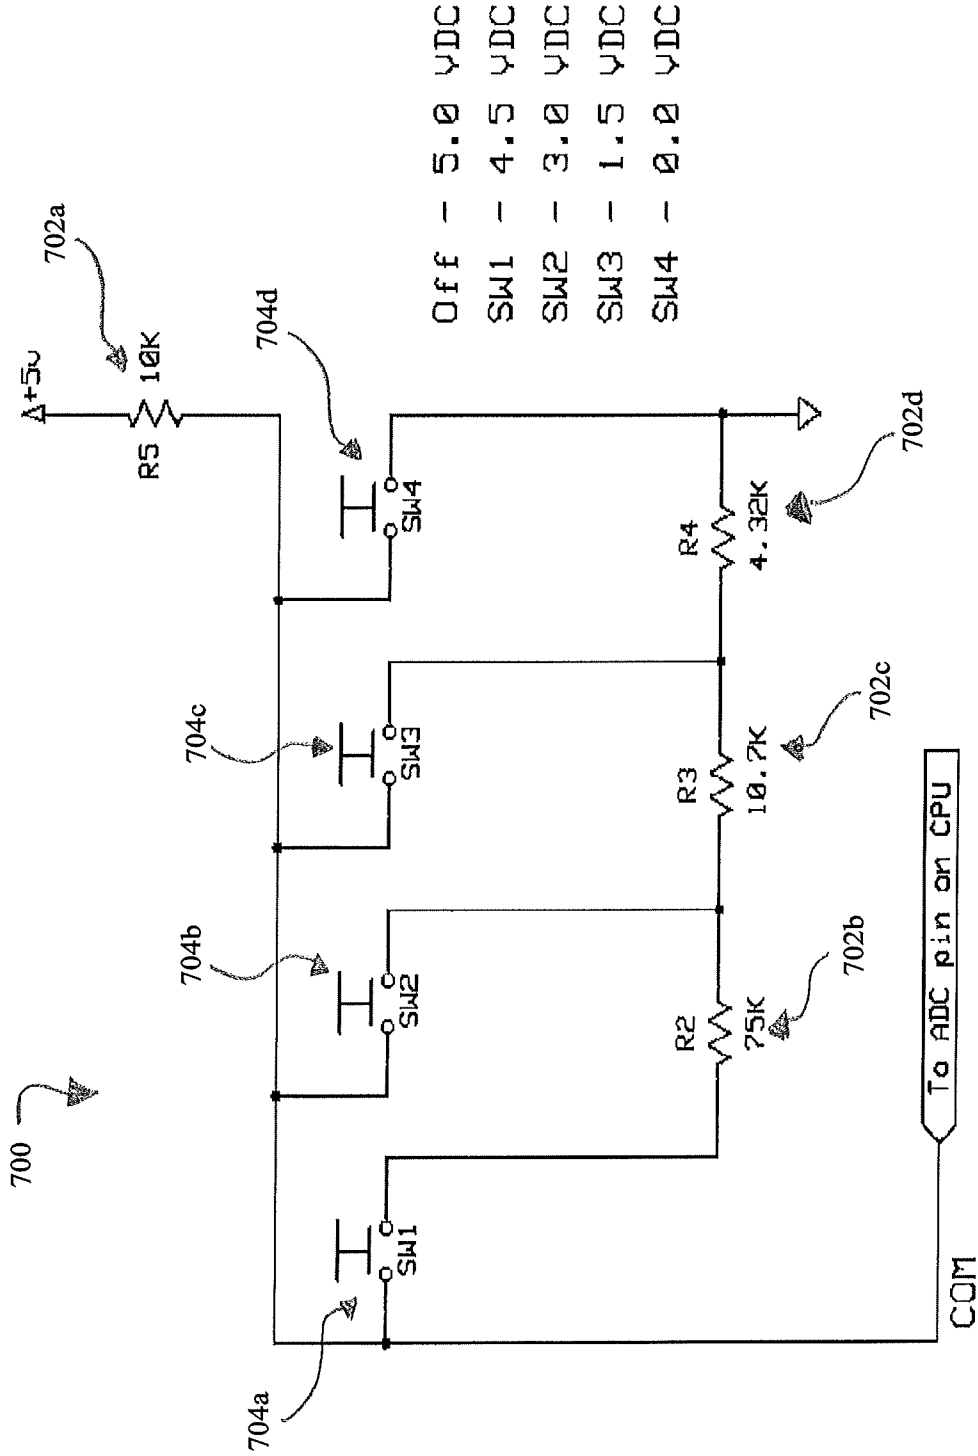 700
704a
704b
704c
704d
702a
+5v
R5
10K
SW1
SW2
SW3
SW4
R2
75K
R3
10.7K
R4
4.32K
702b
702c
702d
COM
To ADC pin on CPU
Off - 5.0 VDC
SW1 - 4.5 VDC
SW2 - 3.0 VDC
SW3 - 1.5 VDC
SW4 - 0.0 VDC